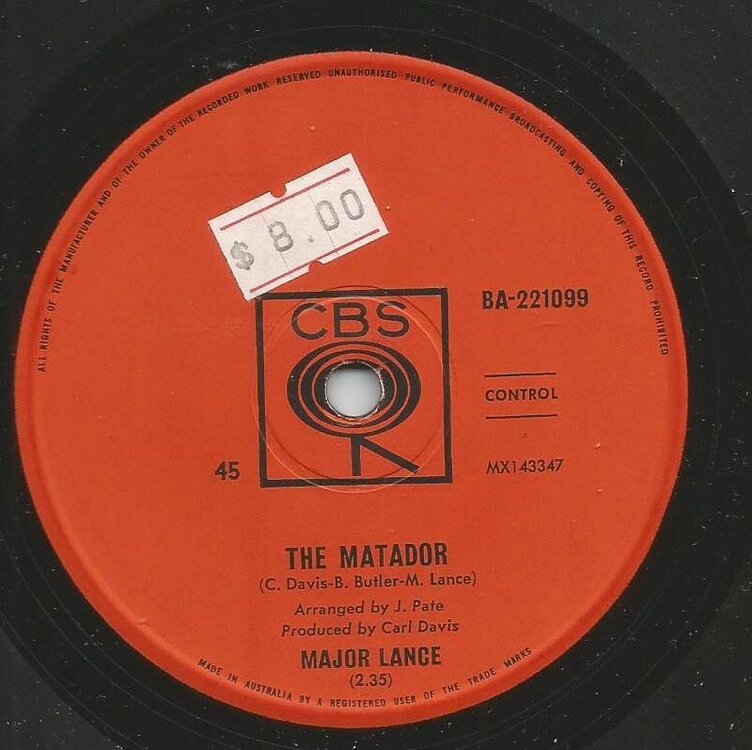 ALL RIGHTS OF THE MANUFACTURER AND OF THE OWNER OF THE RECORDED WORK RESERVED UNAUTHORISED PUBLIC PERFORMANCE BROADCASTING AND COPYING OF THIS RECORD PROHIBITED
$ 8.00
CBS
BA-221099
CONTROL
45
MX143347
THE MATADOR
(C. Davis-B. Butler-M. Lance)
Arranged by J. Pate
Produced by Carl Davis
MAJOR LANCE
(2.35)
MADE IN AUSTRALIA BY A REGISTERED USER OF THE TRADE MARKS